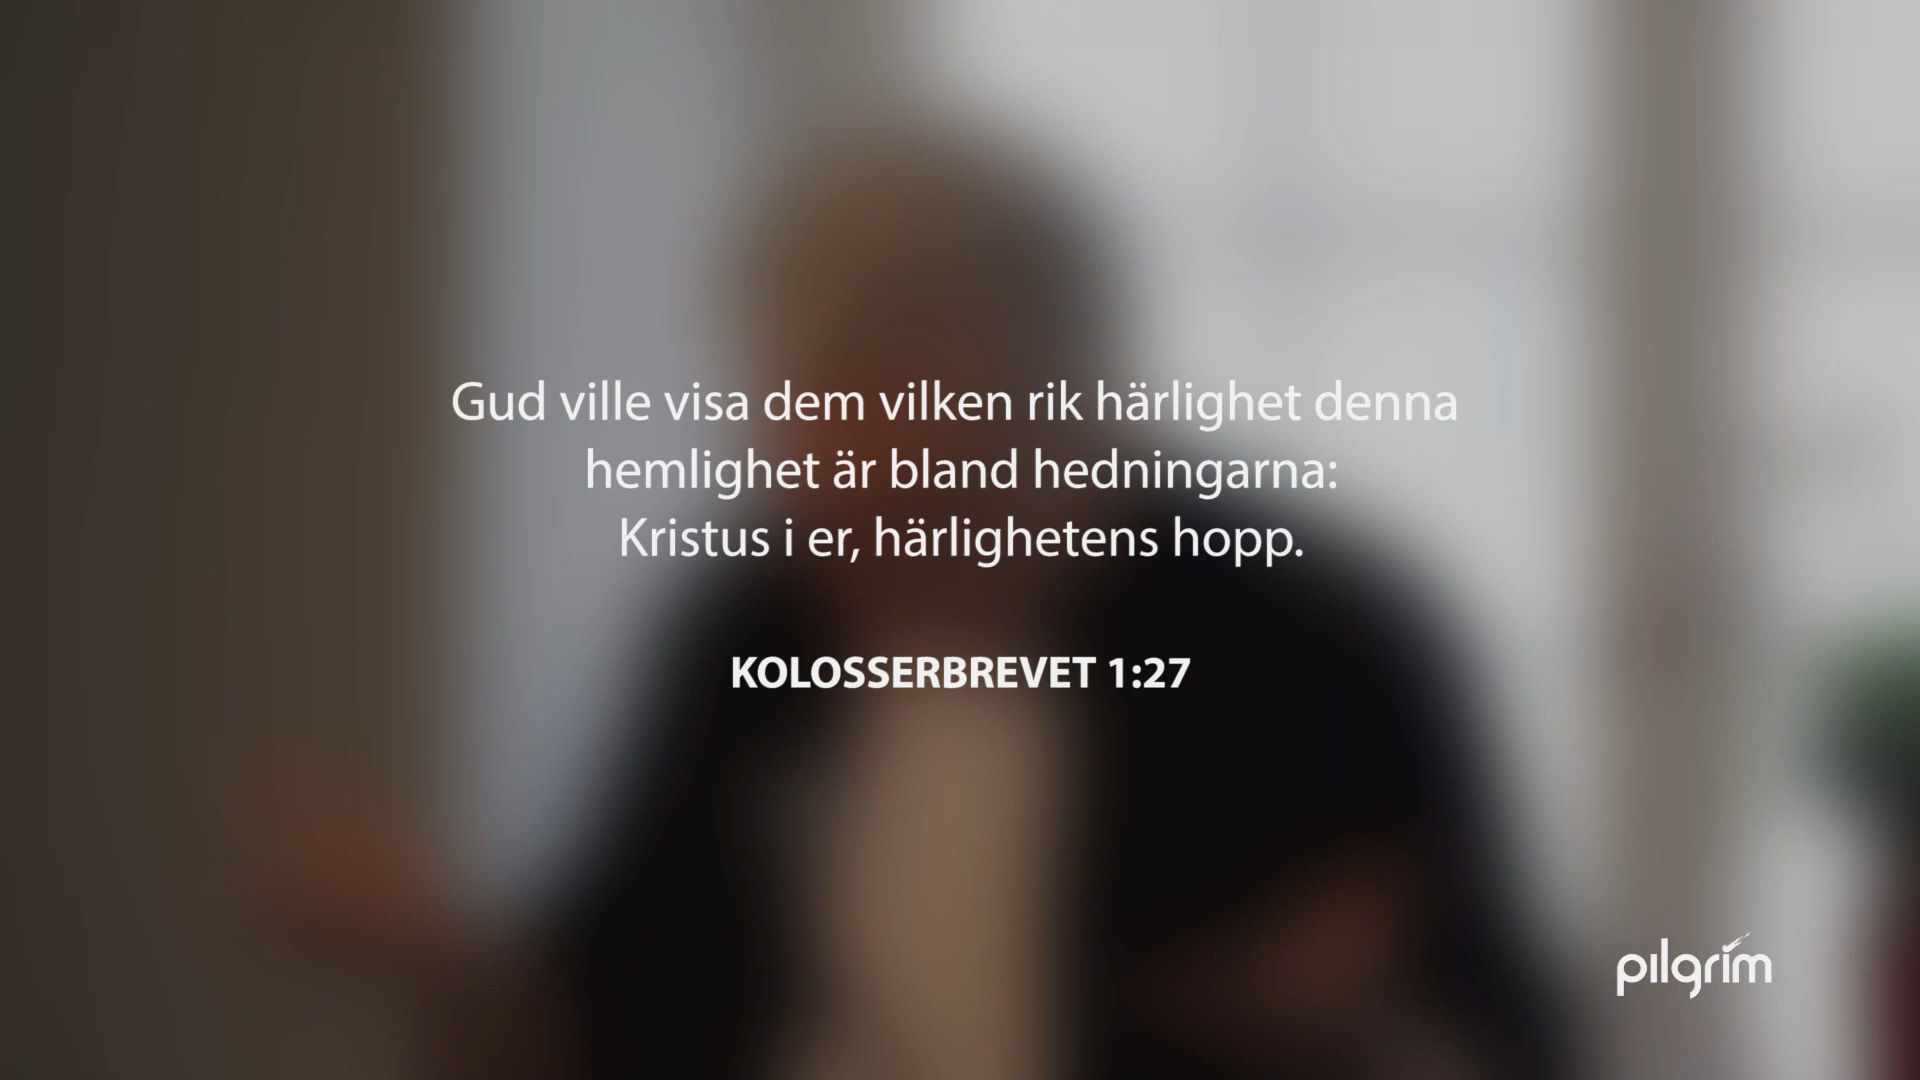 Gud ville visa dem vilken rik härlighet denna
hemlighet är bland hedningarna:
Kristus i er, härlighetens hopp.
KOLOSSERBREVET 1:27
pilgrim